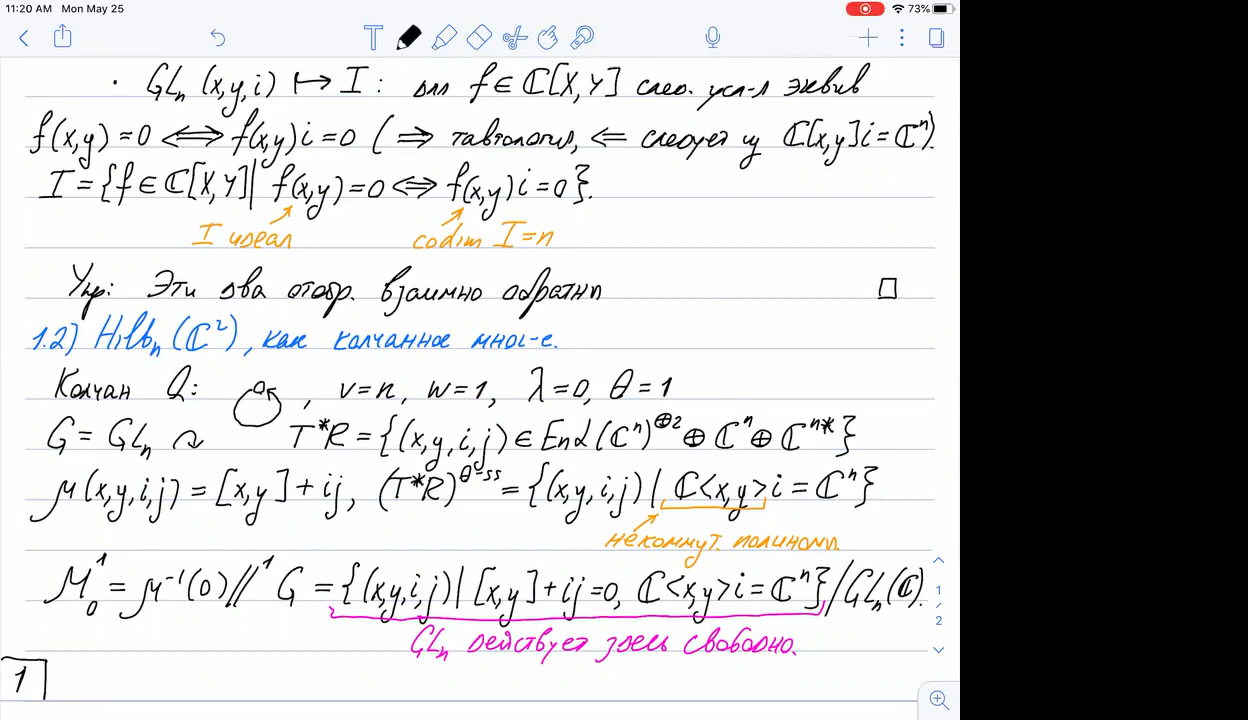 11:20 AM Mon May 25
73%
· GLₙ (x,y,i) ↦ I : для f ∈ ℂ[X,Y] след. усл-я эквив
f(x,y)=0 ⟺ f(x,y)i=0 ( ⟹ тавтология, ⟸ следует из ℂ[x,y]i=ℂⁿ).
I={f∈ℂ[X,Y]| f(x,y)=0 ⟺ f(x,y)i=0}.
I идеал codim I=n
Упр: Эти два отобр. взаимно обратны □
1.2) Hilbₙ(ℂ²), как колчанное мног-е.
Колчан Q: , v=n, w=1, λ=0, θ=1
G=GLₙ ↷ T*R={(x,y,i,j)∈End(ℂⁿ)^⊕2⊕ℂⁿ⊕ℂⁿ*}
μ(x,y,i,j)=[x,y]+ij, (T*R)^θ-ss={(x,y,i,j)| ℂ<x,y>i=ℂⁿ}
некоммут. полиномы.
M₀¹=μ⁻¹(0)//¹ G={(x,y,i,j)|[x,y]+ij=0, ℂ<x,y>i=ℂⁿ}/GLₙ(ℂ).
GLₙ действует здесь свободно.
1
1
2